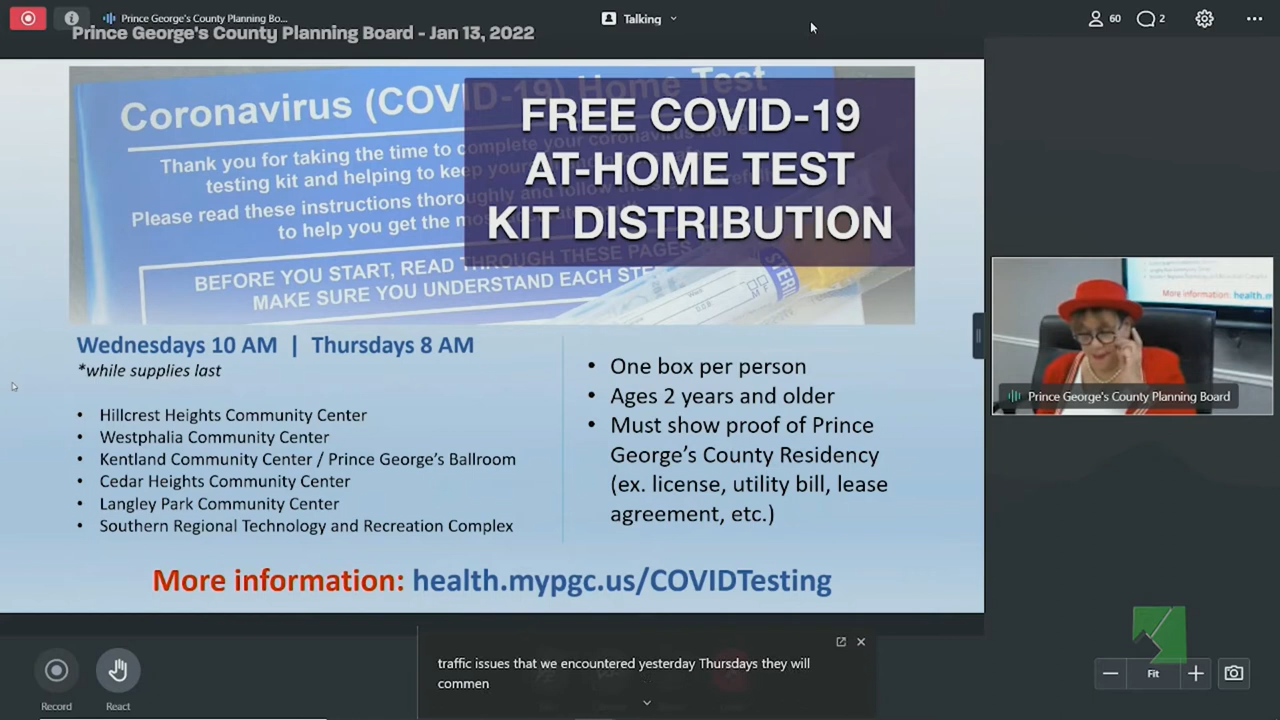 Prince George's County Planning Bo...
Talking
60
2
Prince George's County Planning Board - Jan 13, 2022
Coronavirus (COVID-19) Home Test
Thank you for taking the time to complete your coronavirus
testing kit and helping to keep
Please read these instructions thoroughly and follow the
to help you get the most
BEFORE YOU START, READ THROUGH THESE PAGES
MAKE SURE YOU UNDERSTAND EACH STE
FREE COVID-19
AT-HOME TEST
KIT DISTRIBUTION
Wednesdays 10 AM | Thursdays 8 AM
*while supplies last
• Hillcrest Heights Community Center
• Westphalia Community Center
• Kentland Community Center / Prince George's Ballroom
• Cedar Heights Community Center
• Langley Park Community Center
• Southern Regional Technology and Recreation Complex
• One box per person
• Ages 2 years and older
• Must show proof of Prince
George's County Residency
(ex. license, utility bill, lease
agreement, etc.)
More information: health.mypgc.us/COVIDTesting
More information: health.m
Prince George's County Planning Board
traffic issues that we encountered yesterday Thursdays they will
commen
Record
React
Fit